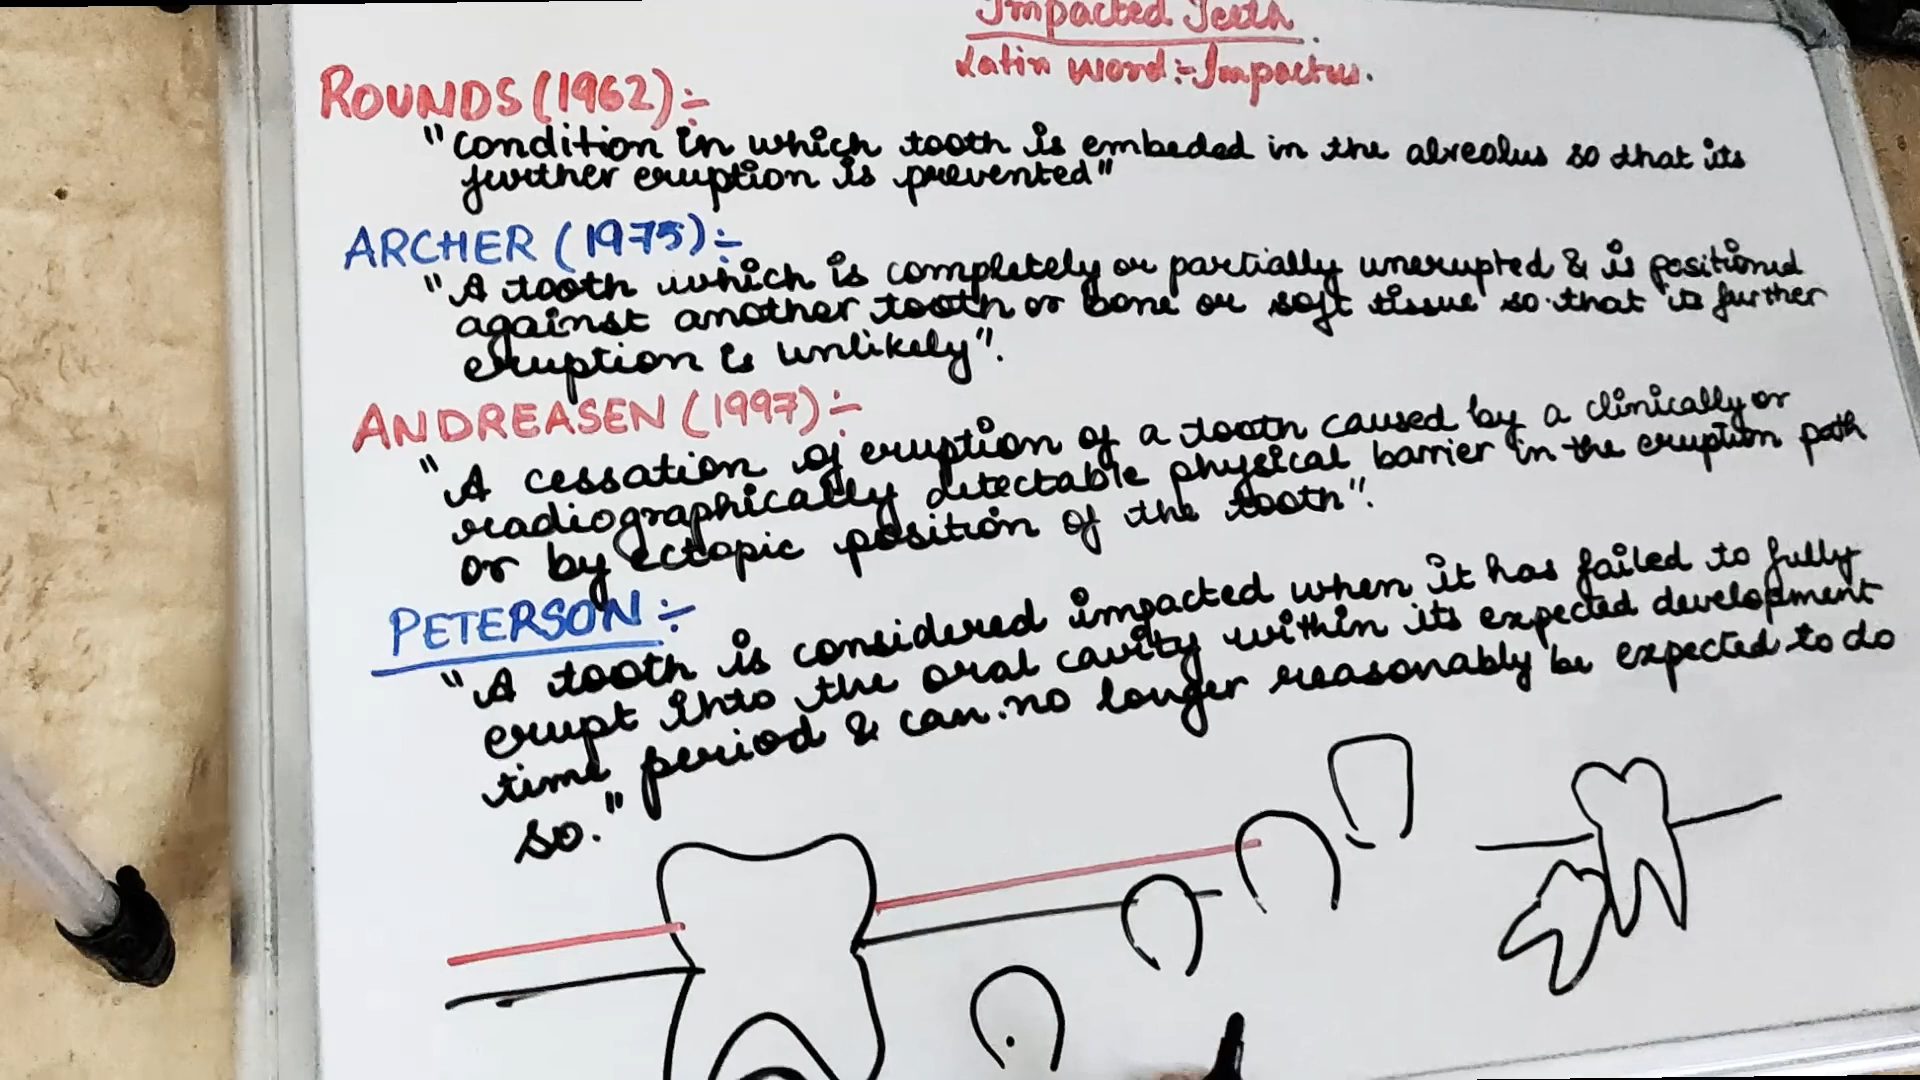 Impacted Teeth
Latin Word:- Impactus.
ROUNDS (1962) :-
"condition in which tooth is embeded in the alveolus so that its
further eruption is prevented"
ARCHER (1975) :-
"A tooth which is completely or partially unerupted & is positioned
against another tooth or bone or soft tissue so that its further
eruption is unlikely".
ANDREASEN (1997) :-
"A cessation of eruption of a tooth caused by a clinically or
radiographically detectable physical barrier in the eruption path
or by ectopic position of the tooth".
PETERSON :-
"A tooth is considered impacted when it has failed to fully
erupt into the oral cavity within its expected development
time period & can no longer reasonably be expected to do
so."